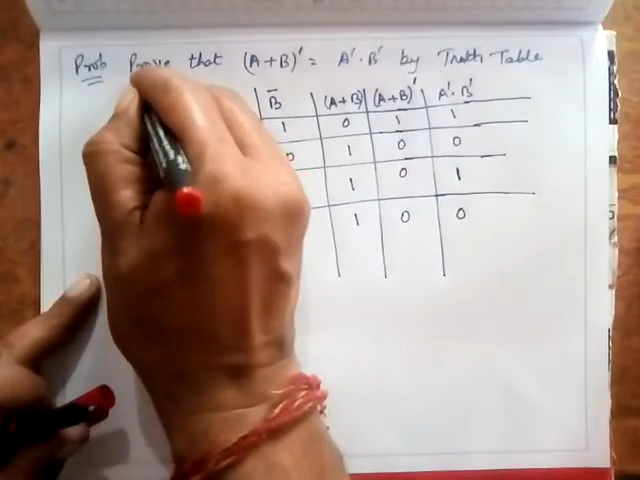 Prob Prove that (A+B)' = A'·B' by Truth Table
B̅ (A+B) (A+B)' A'·B'
1 0 1 1
0 1 0 0
1 0 1
1 0 0